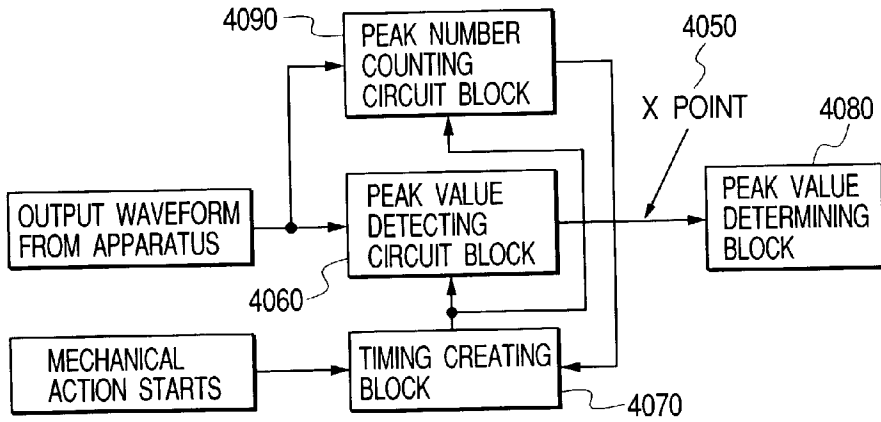 4090
PEAK NUMBER
COUNTING
CIRCUIT BLOCK
4050
X POINT
4080
OUTPUT WAVEFORM
FROM APPARATUS
PEAK VALUE
DETECTING
CIRCUIT BLOCK
PEAK VALUE
DETERMINING
BLOCK
4060
MECHANICAL
ACTION STARTS
TIMING CREATING
BLOCK
4070